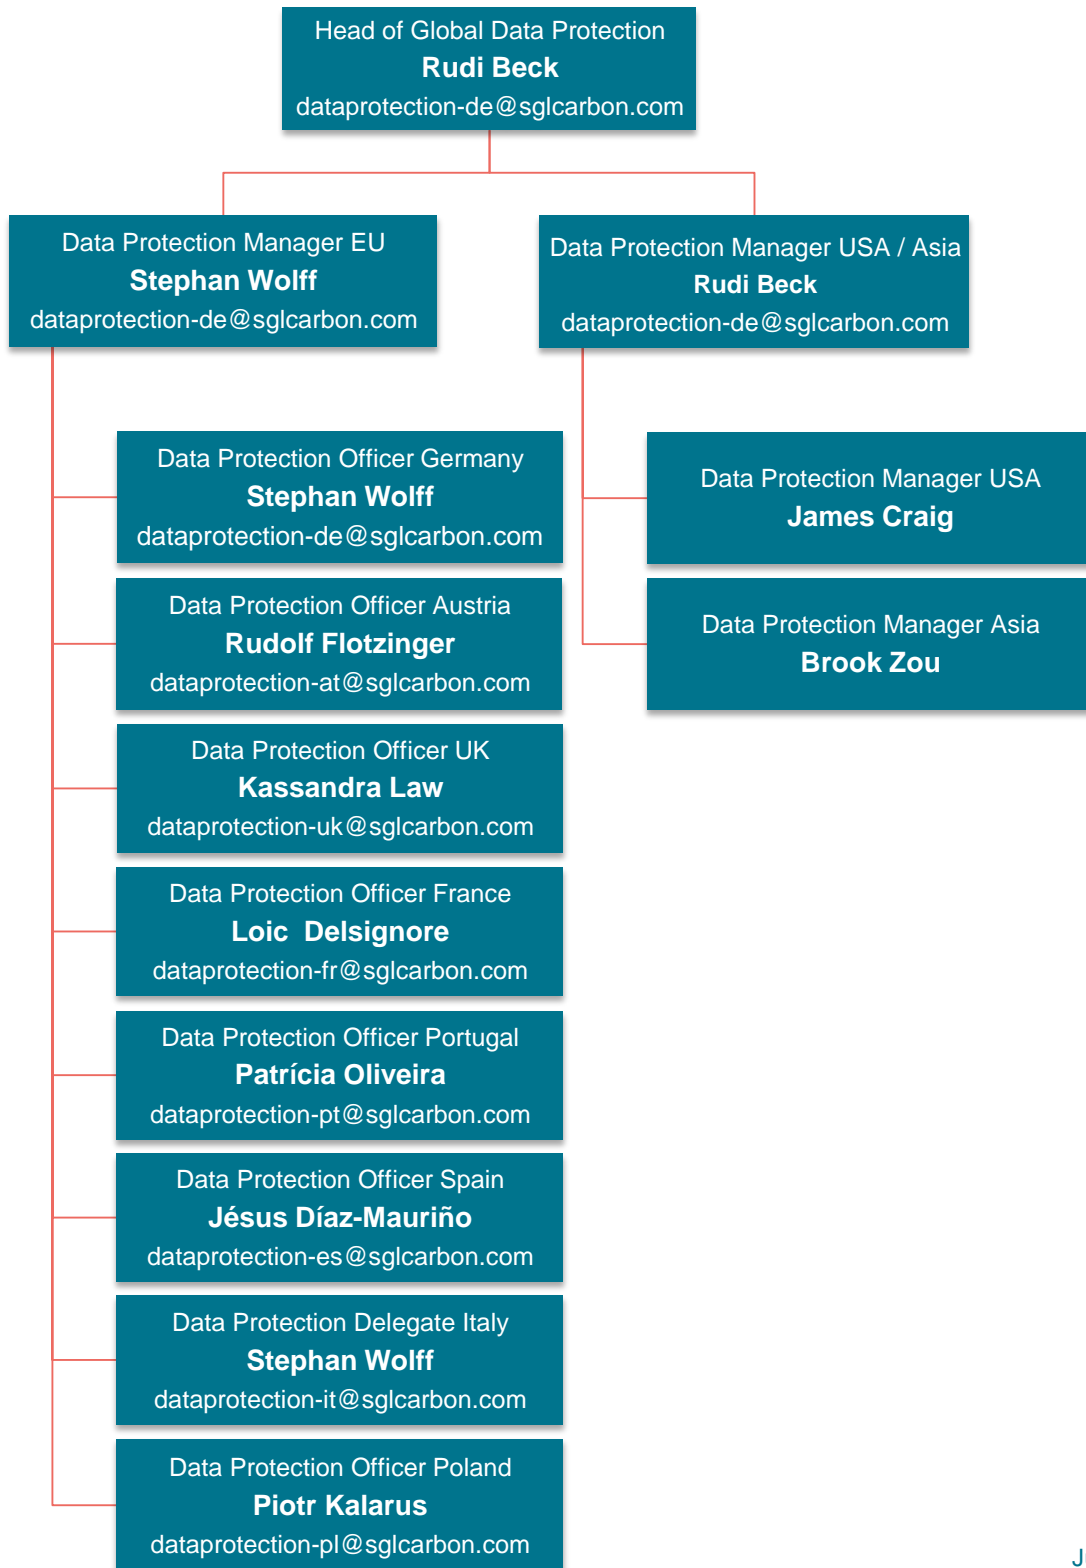 Head of Global Data Protection
Rudi Beck
dataprotection-de@sglcarbon.com
Data Protection Manager EU
Stephan Wolff
dataprotection-de@sglcarbon.com
Data Protection Manager USA / Asia
Rudi Beck
dataprotection-de@sglcarbon.com
Data Protection Officer Germany
Stephan Wolff
dataprotection-de@sglcarbon.com
Data Protection Officer Austria
Rudolf Flotzinger
dataprotection-at@sglcarbon.com
Data Protection Officer UK
Kassandra Law
dataprotection-uk@sglcarbon.com
Data Protection Officer France
Loic  Delsignore
dataprotection-fr@sglcarbon.com
Data Protection Officer Portugal
Patrícia Oliveira
dataprotection-pt@sglcarbon.com
Data Protection Officer Spain
Jésus Díaz-Mauriño
dataprotection-es@sglcarbon.com
Data Protection Delegate Italy
Stephan Wolff
dataprotection-it@sglcarbon.com
Data Protection Officer Poland
Piotr Kalarus
dataprotection-pl@sglcarbon.com
Data Protection Manager USA
James Craig
Data Protection Manager Asia
Brook Zou